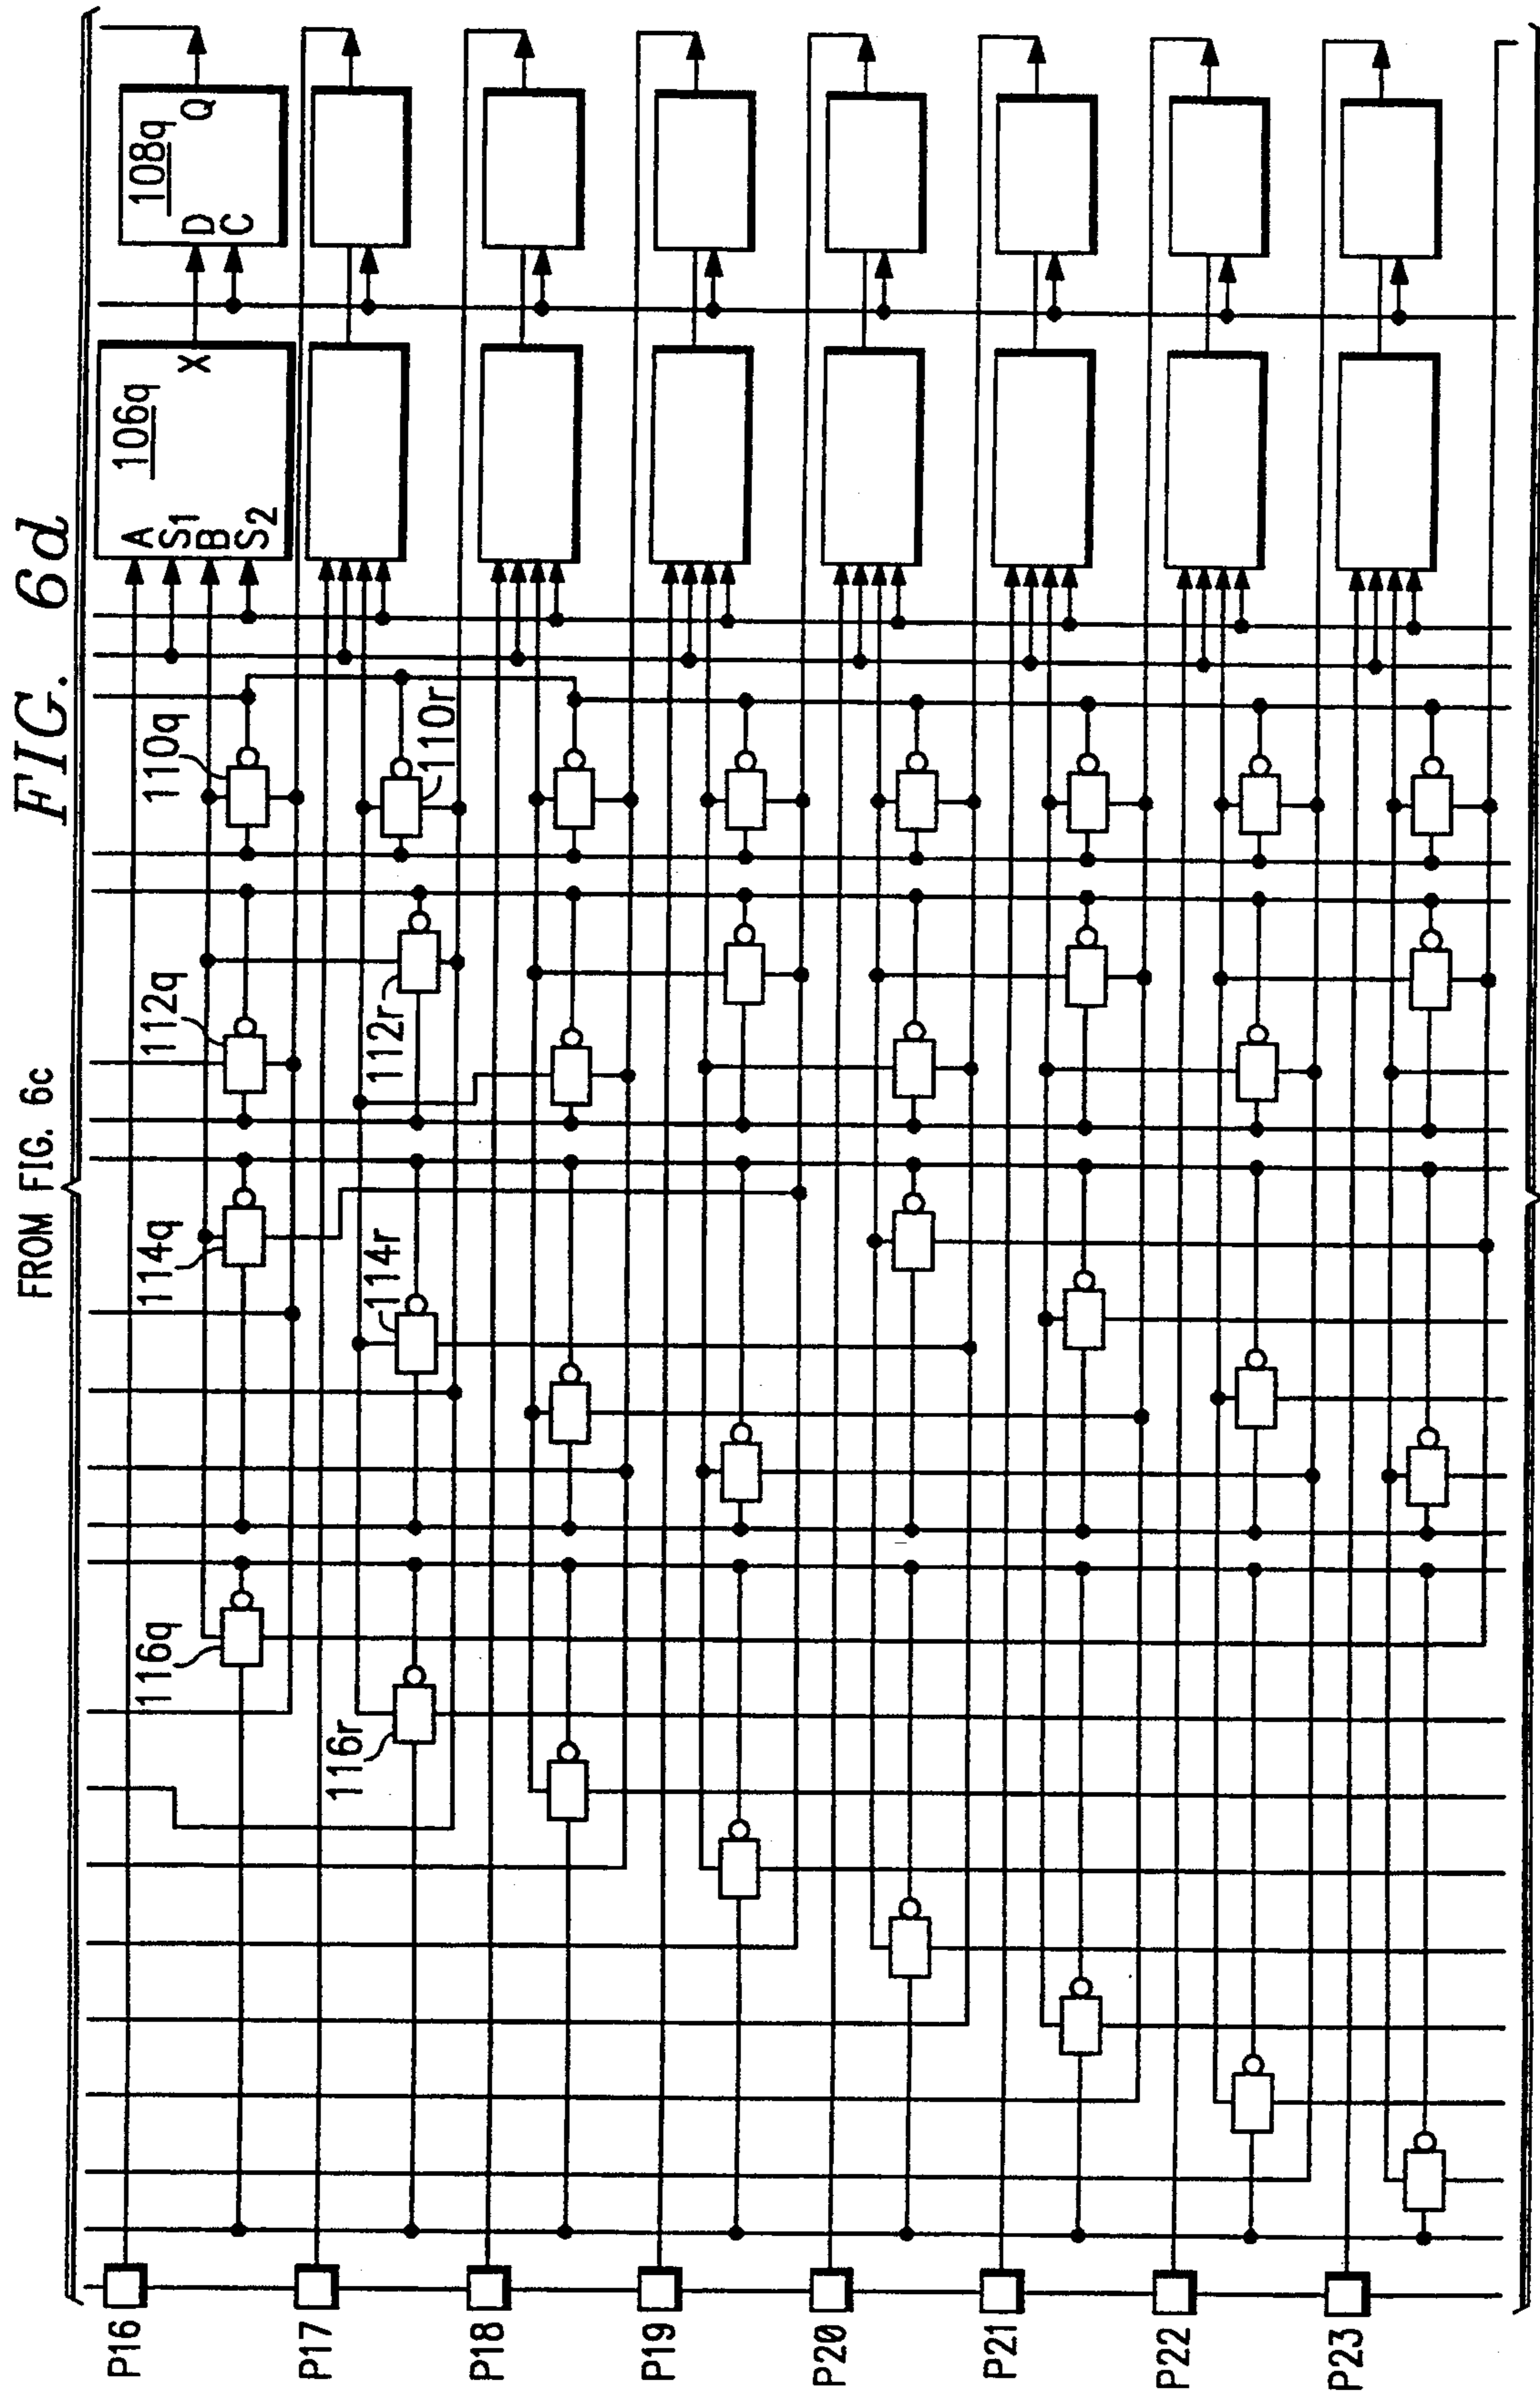 FIG. 6d
FROM FIG. 6c
108q
Q
D
C
106q
X
A
S1
B
S2
110q
110r
112q
112r
114q
114r
116q
116r
P16
P17
P18
P19
P20
P21
P22
P23